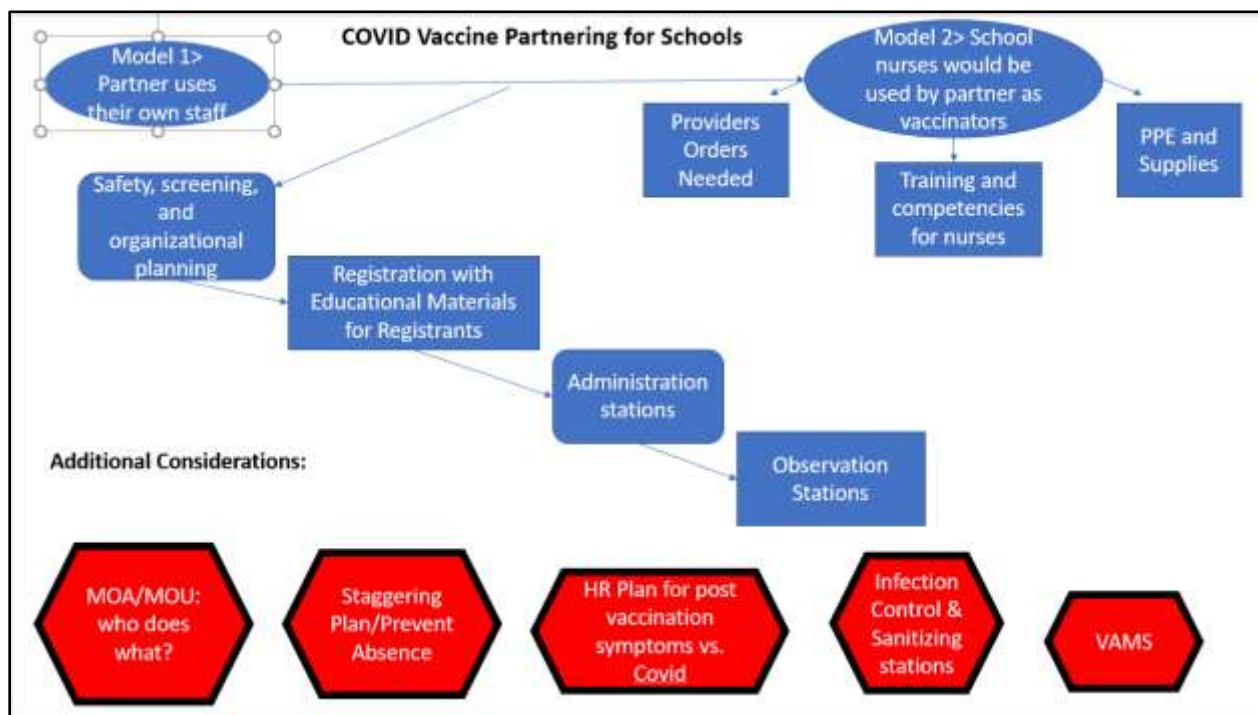 COVID Vaccine Partnering for Schools
Model 1>
Partner uses
their own staff
Model 2> School
nurses would be
used by partner as
vaccinators
Providers
Orders
Needed
Training and
competencies
for nurses
PPE and
Supplies
Safety, screening,
and
organizational
planning
Registration with
Educational Materials
for Registrants
Administration
stations
Observation
Stations
Additional Considerations:
MOA/MOU:
who does
what?
Staggering
Plan/Prevent
Absence
HR Plan for post
vaccination
symptoms vs.
Covid
Infection
Control &
Sanitizing
stations
VAMS